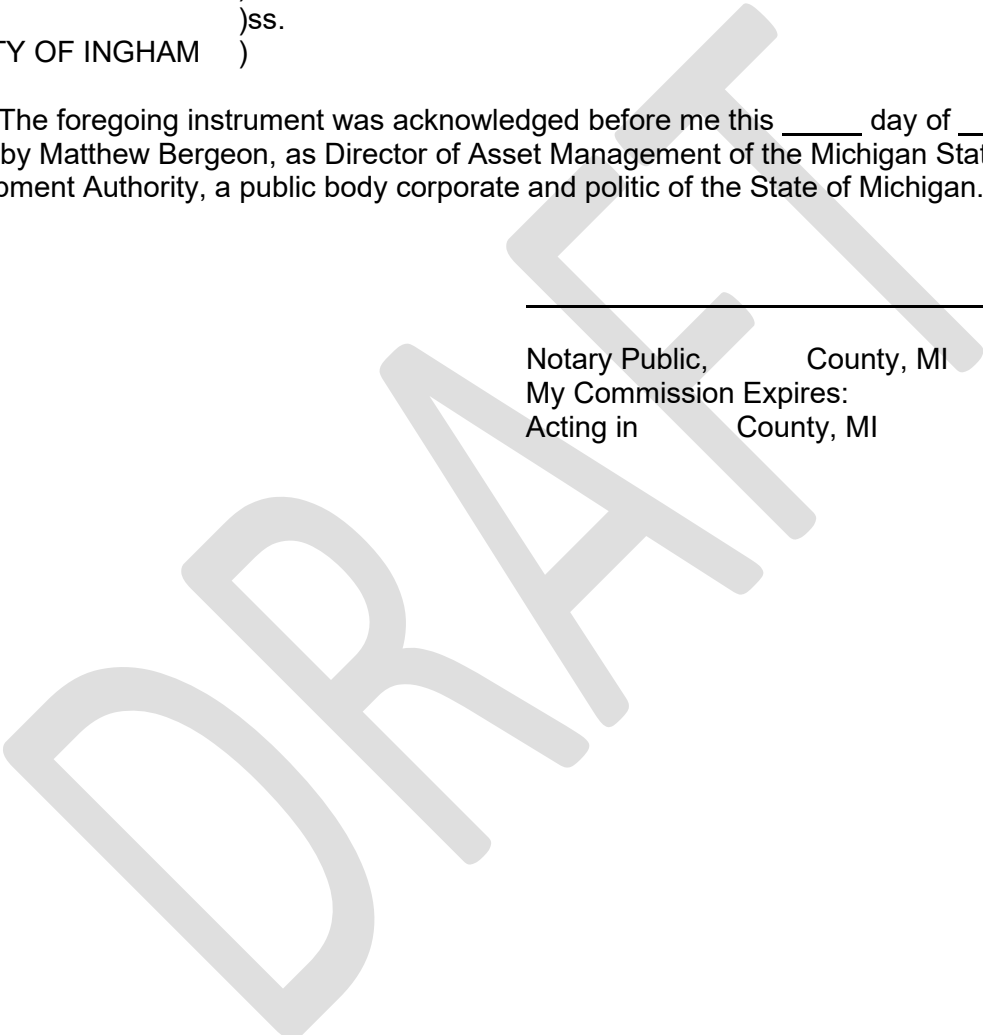 )ss.
TY OF INGHAM )
The foregoing instrument was acknowledged before me this _____ day of _
by Matthew Bergeon, as Director of Asset Management of the Michigan Stat
pment Authority, a public body corporate and politic of the State of Michigan.
Notary Public, County, MI
My Commission Expires:
Acting in County, MI
DRAFT